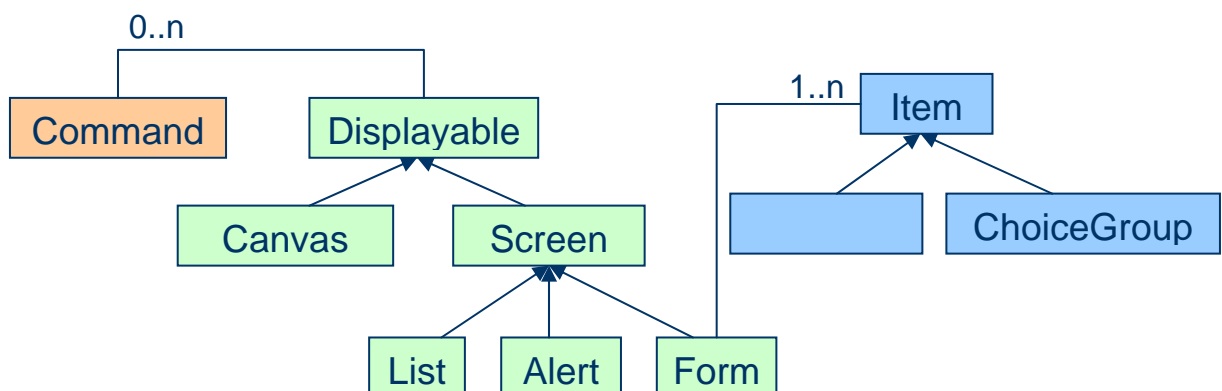 0..n
1..n
Item
Command
Displayable
ChoiceGroup
Canvas
Screen
List
Alert
Form